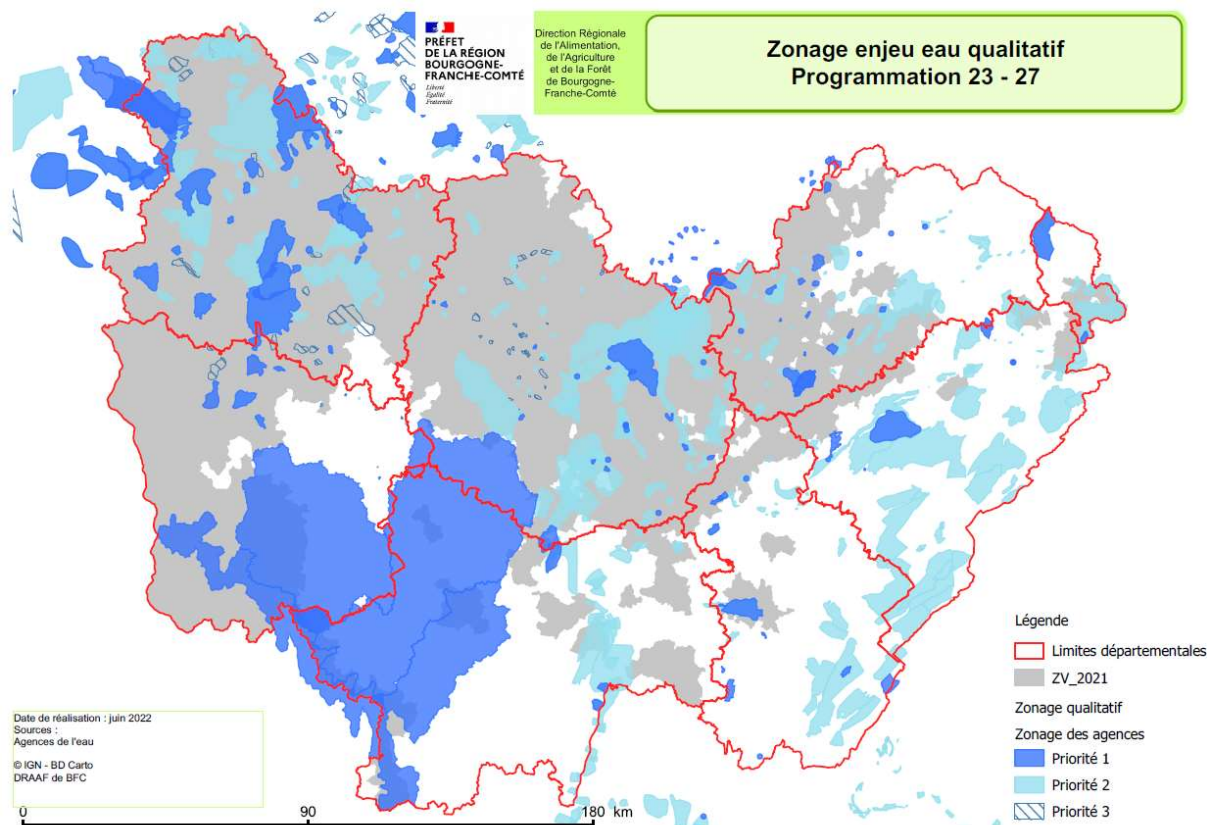 PRÉFET
DE LA RÉGION
BOURGOGNE-
FRANCHE-COMTÉ
Liberté
Égalité
Fraternité
Direction Régionale
de l'Alimentation,
de l'Agriculture
et de la Forêt
de Bourgogne-
Franche-Comté
Zonage enjeu eau qualitatif
Programmation 23 - 27
Légende
Limites départementales
ZV_2021
Zonage qualitatif
Zonage des agences
Priorité 1
Priorité 2
Priorité 3
Date de réalisation : juin 2022
Sources :
Agences de l'eau
© IGN - BD Carto
DRAAF de BFC
0 90 180 km